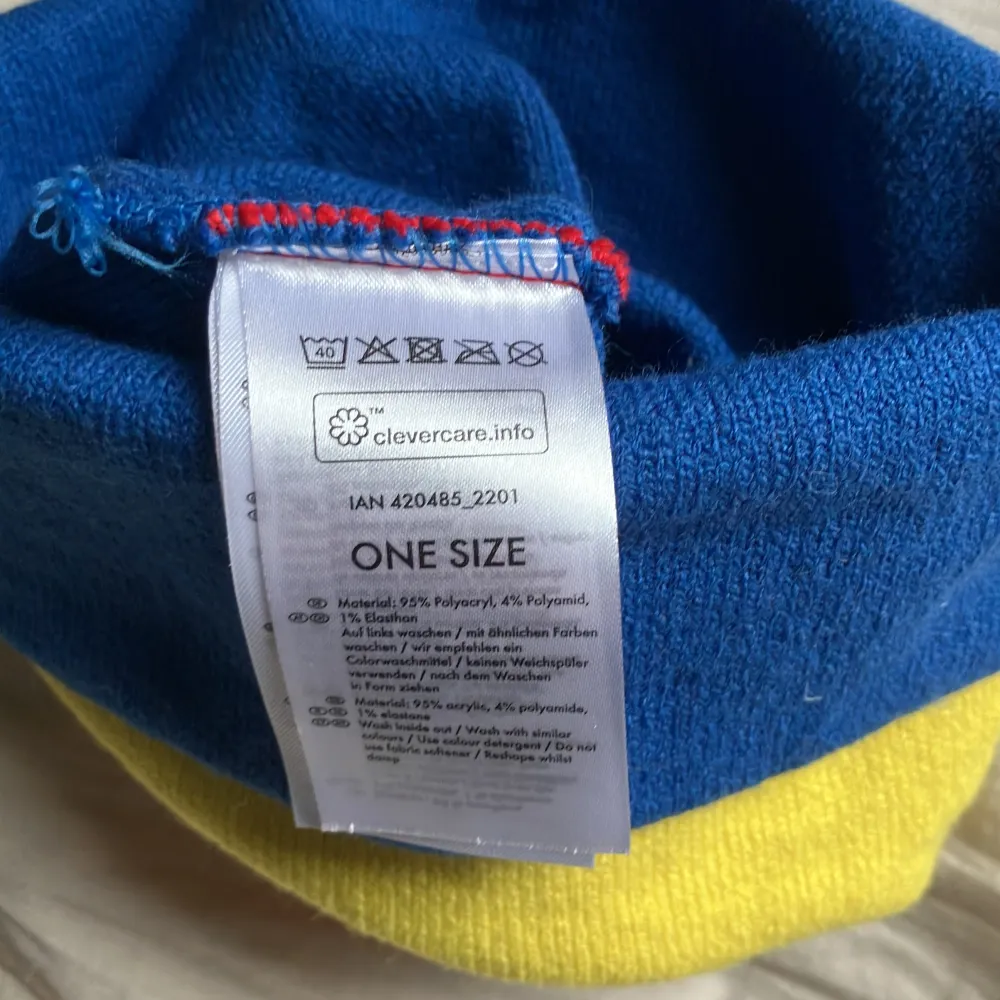 40
™
clevercare.info
IAN 420485_2201
ONE SIZE
Material: 95% Polyacryl, 4% Polyamid,
1% Elasthan
Auf links waschen / mit ähnlichen Farben
waschen / wir empfehlen ein
Colorwaschmittel / keinen Weichspüler
verwenden / nach dem Waschen
in Form ziehen
Material: 95% acrylic, 4% polyamide,
1% elastane
Wash inside out / Wash with similar
colours / Use colour detergent / Do not
use fabric softener / Reshape whilst
damp